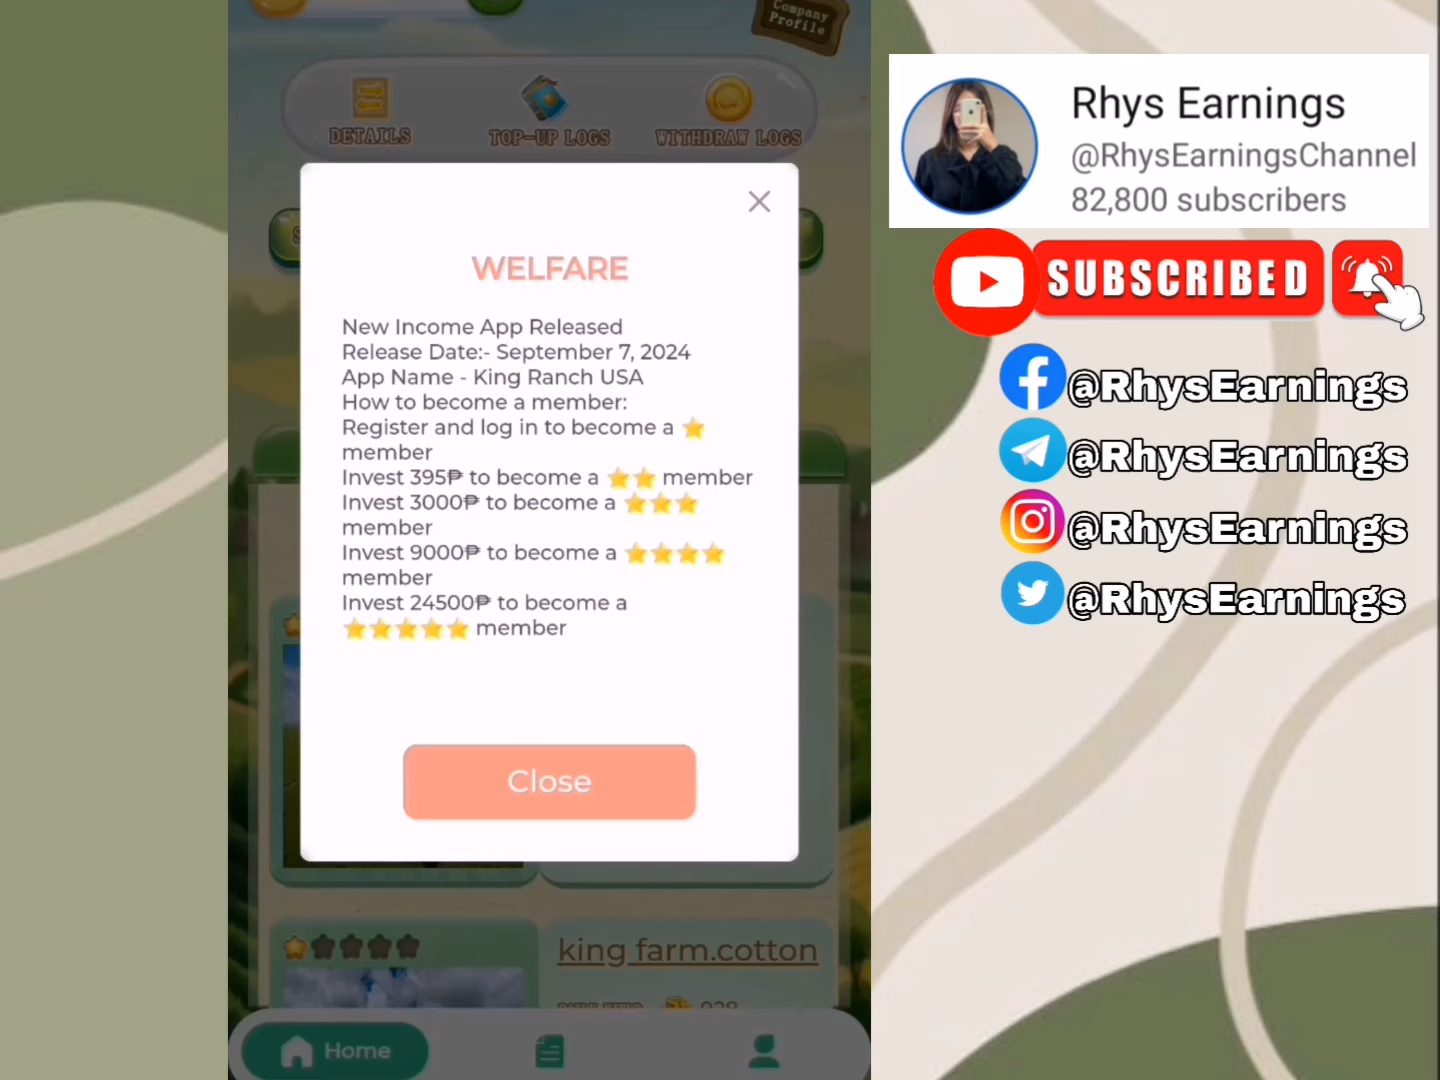 Company
Profile
DETAILS
TOP-UP LOGS
WITHDRAW LOGS
WELFARE
New Income App Released
Release Date:- September 7, 2024
App Name - King Ranch USA
How to become a member:
Register and log in to become a ⭐
member
Invest 395₱ to become a ⭐⭐ member
Invest 3000₱ to become a ⭐⭐⭐
member
Invest 9000₱ to become a ⭐⭐⭐⭐
member
Invest 24500₱ to become a
⭐⭐⭐⭐⭐ member
Close
king farm.cotton
Home
Rhys Earnings
@RhysEarningsChannel
82,800 subscribers
SUBSCRIBED
@RhysEarnings
@RhysEarnings
@RhysEarnings
@RhysEarnings